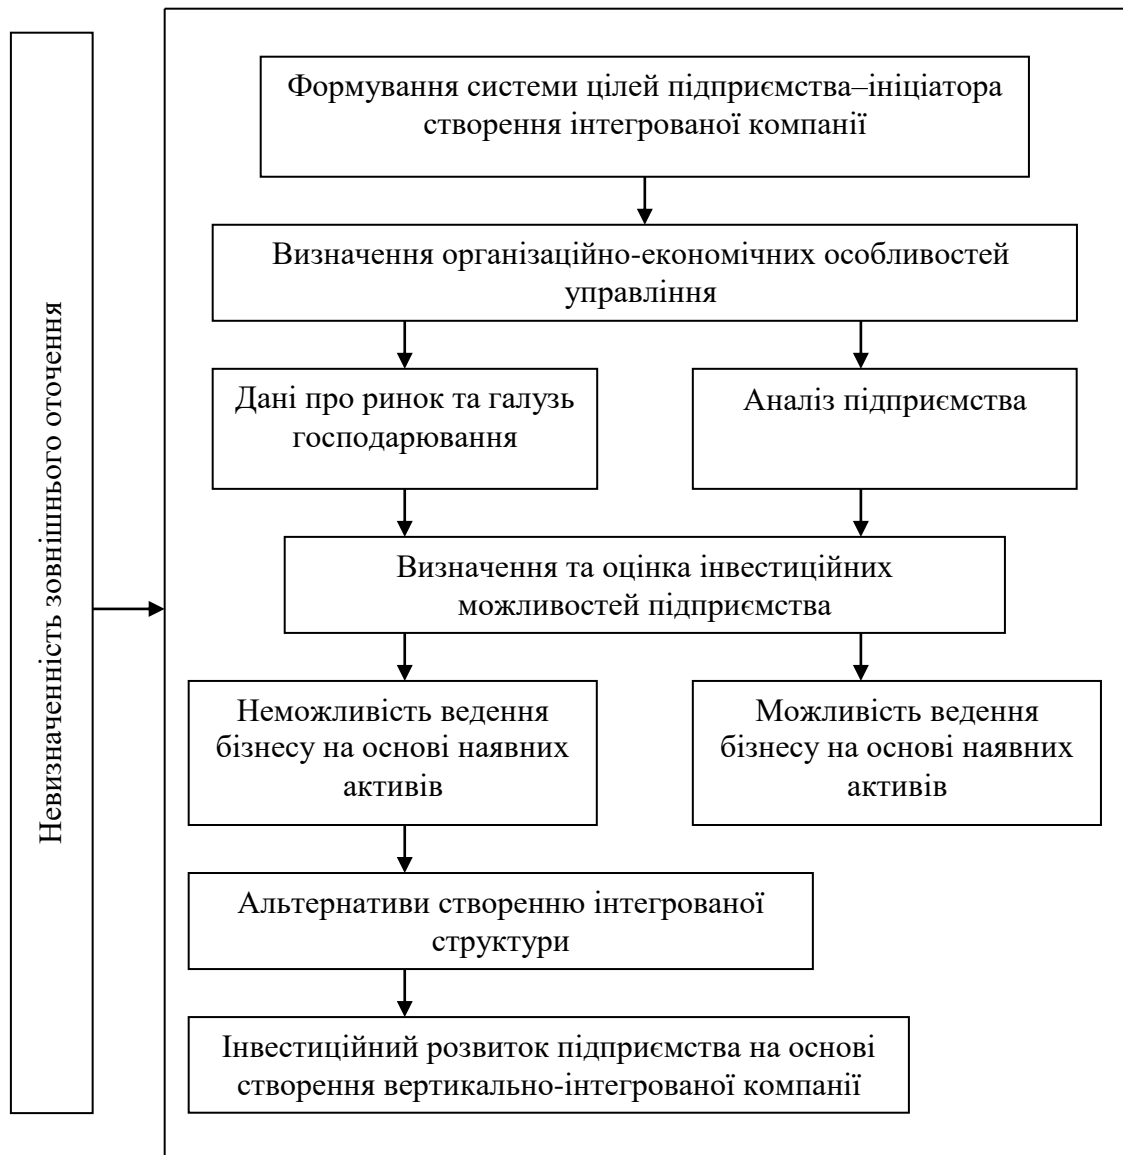 Невизначенність зовнішнього оточення
Формування системи цілей підприємства–ініціатора
створення інтегрованої компанії
Визначення організаційно-економічних особливостей
управління
Дані про ринок та галузь
господарювання
Аналіз підприємства
Визначення та оцінка інвестиційних
можливостей підприємства
Неможливість ведення
бізнесу на основі наявних
активів
Можливість ведення
бізнесу на основі наявних
активів
Альтернативи створенню інтегрованої
структури
Інвестиційний розвиток підприємства на основі
створення вертикально-інтегрованої компанії